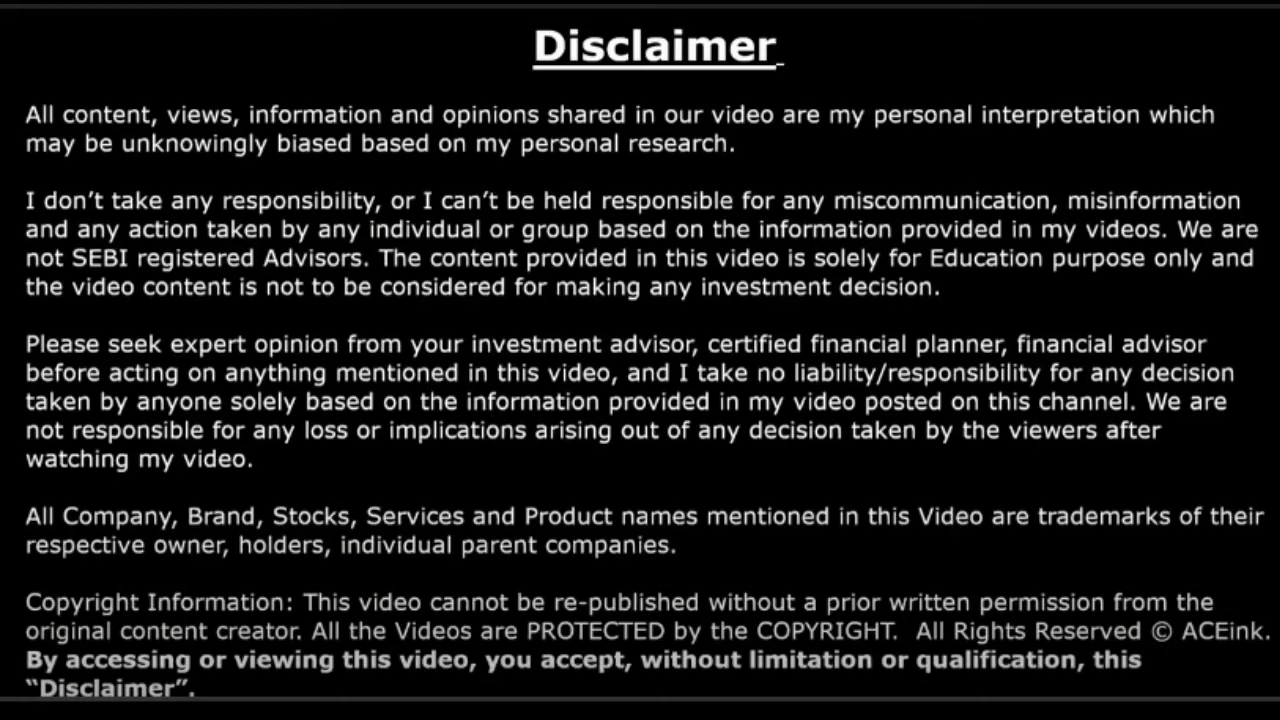 Disclaimer
All content, views, information and opinions shared in our video are my personal interpretation which
may be unknowingly biased based on my personal research.
I don’t take any responsibility, or I can’t be held responsible for any miscommunication, misinformation
and any action taken by any individual or group based on the information provided in my videos. We are
not SEBI registered Advisors. The content provided in this video is solely for Education purpose only and
the video content is not to be considered for making any investment decision.
Please seek expert opinion from your investment advisor, certified financial planner, financial advisor
before acting on anything mentioned in this video, and I take no liability/responsibility for any decision
taken by anyone solely based on the information provided in my video posted on this channel. We are
not responsible for any loss or implications arising out of any decision taken by the viewers after
watching my video.
All Company, Brand, Stocks, Services and Product names mentioned in this Video are trademarks of their
respective owner, holders, individual parent companies.
Copyright Information: This video cannot be re-published without a prior written permission from the
original content creator. All the Videos are PROTECTED by the COPYRIGHT.  All Rights Reserved © ACEink.
By accessing or viewing this video, you accept, without limitation or qualification, this
“Disclaimer”.